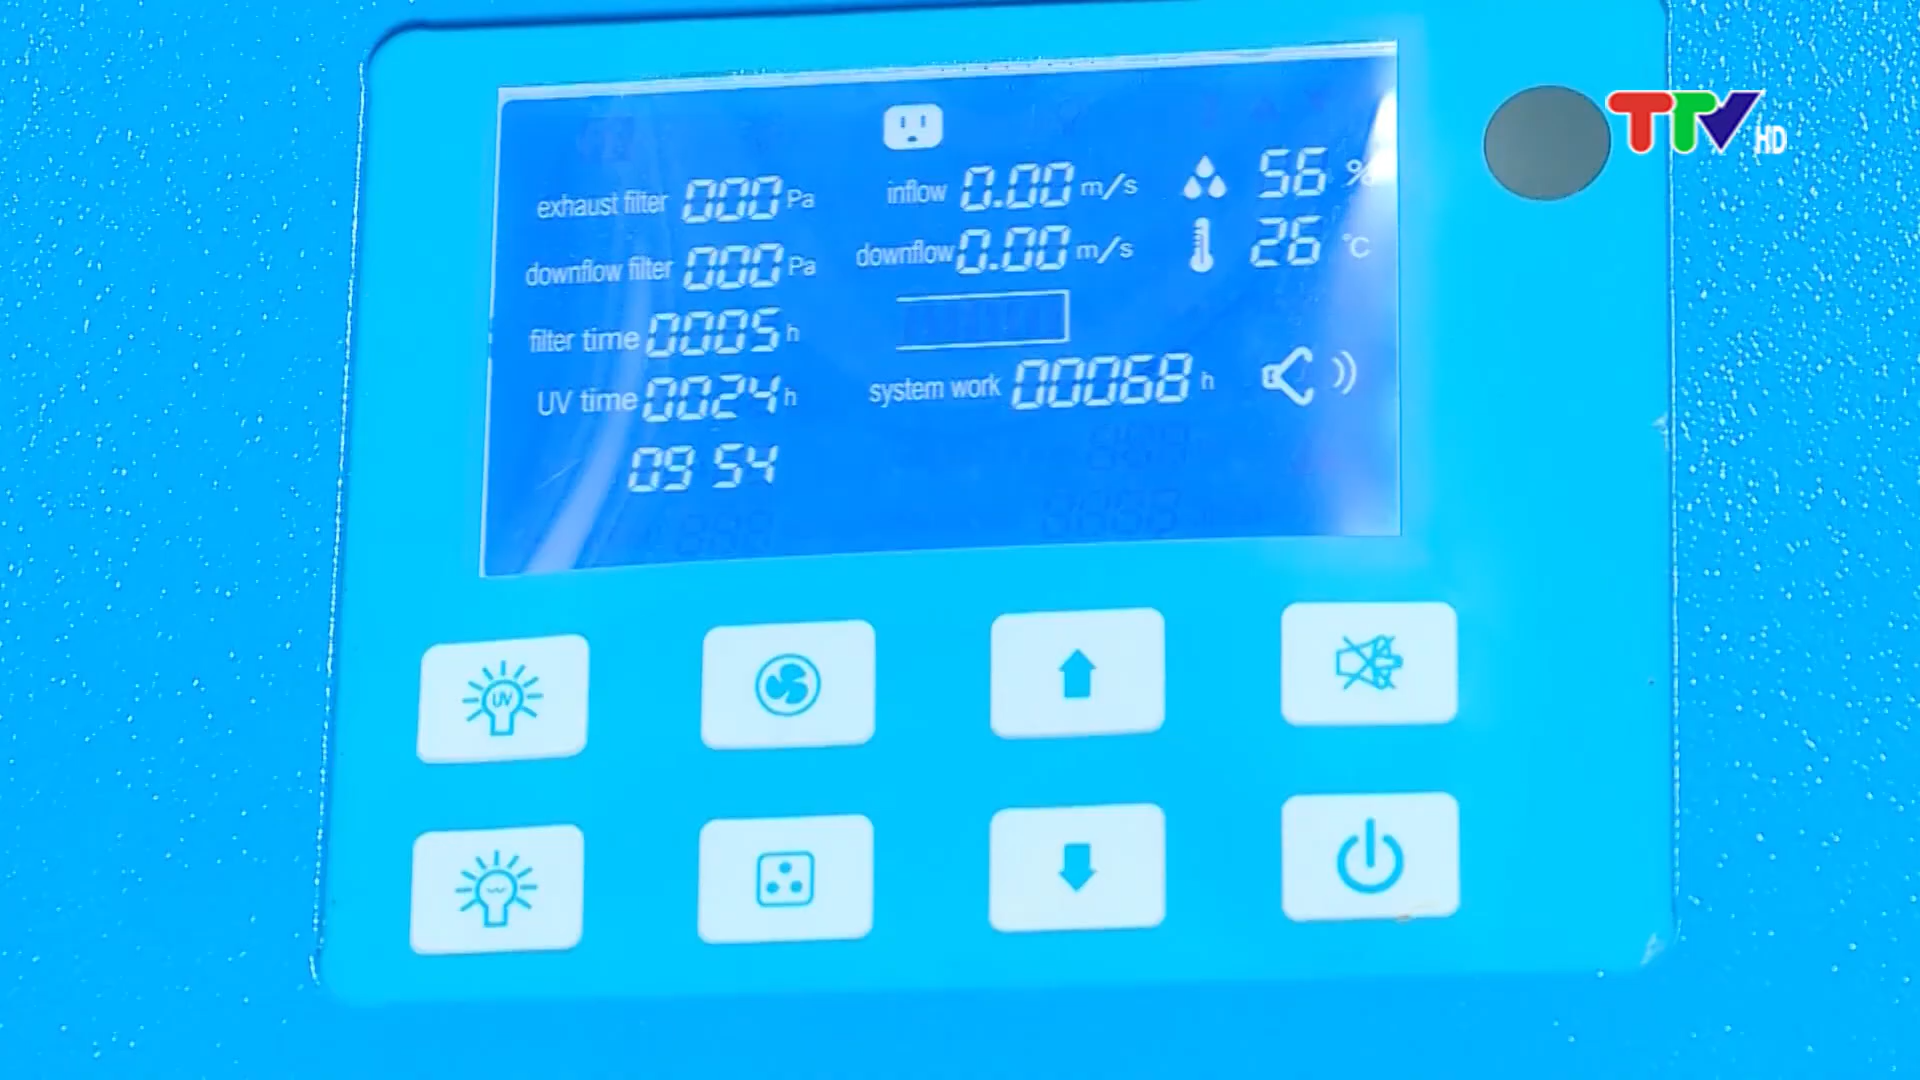 TTV HD
exhaust filter 000 Pa
inflow 0.00 m/s
56 %
downflow filter 000 Pa
downflow 0.00 m/s
26 °C
filter time 0005 h
UV time 0024 h
system work 00068 h
09 54
UV